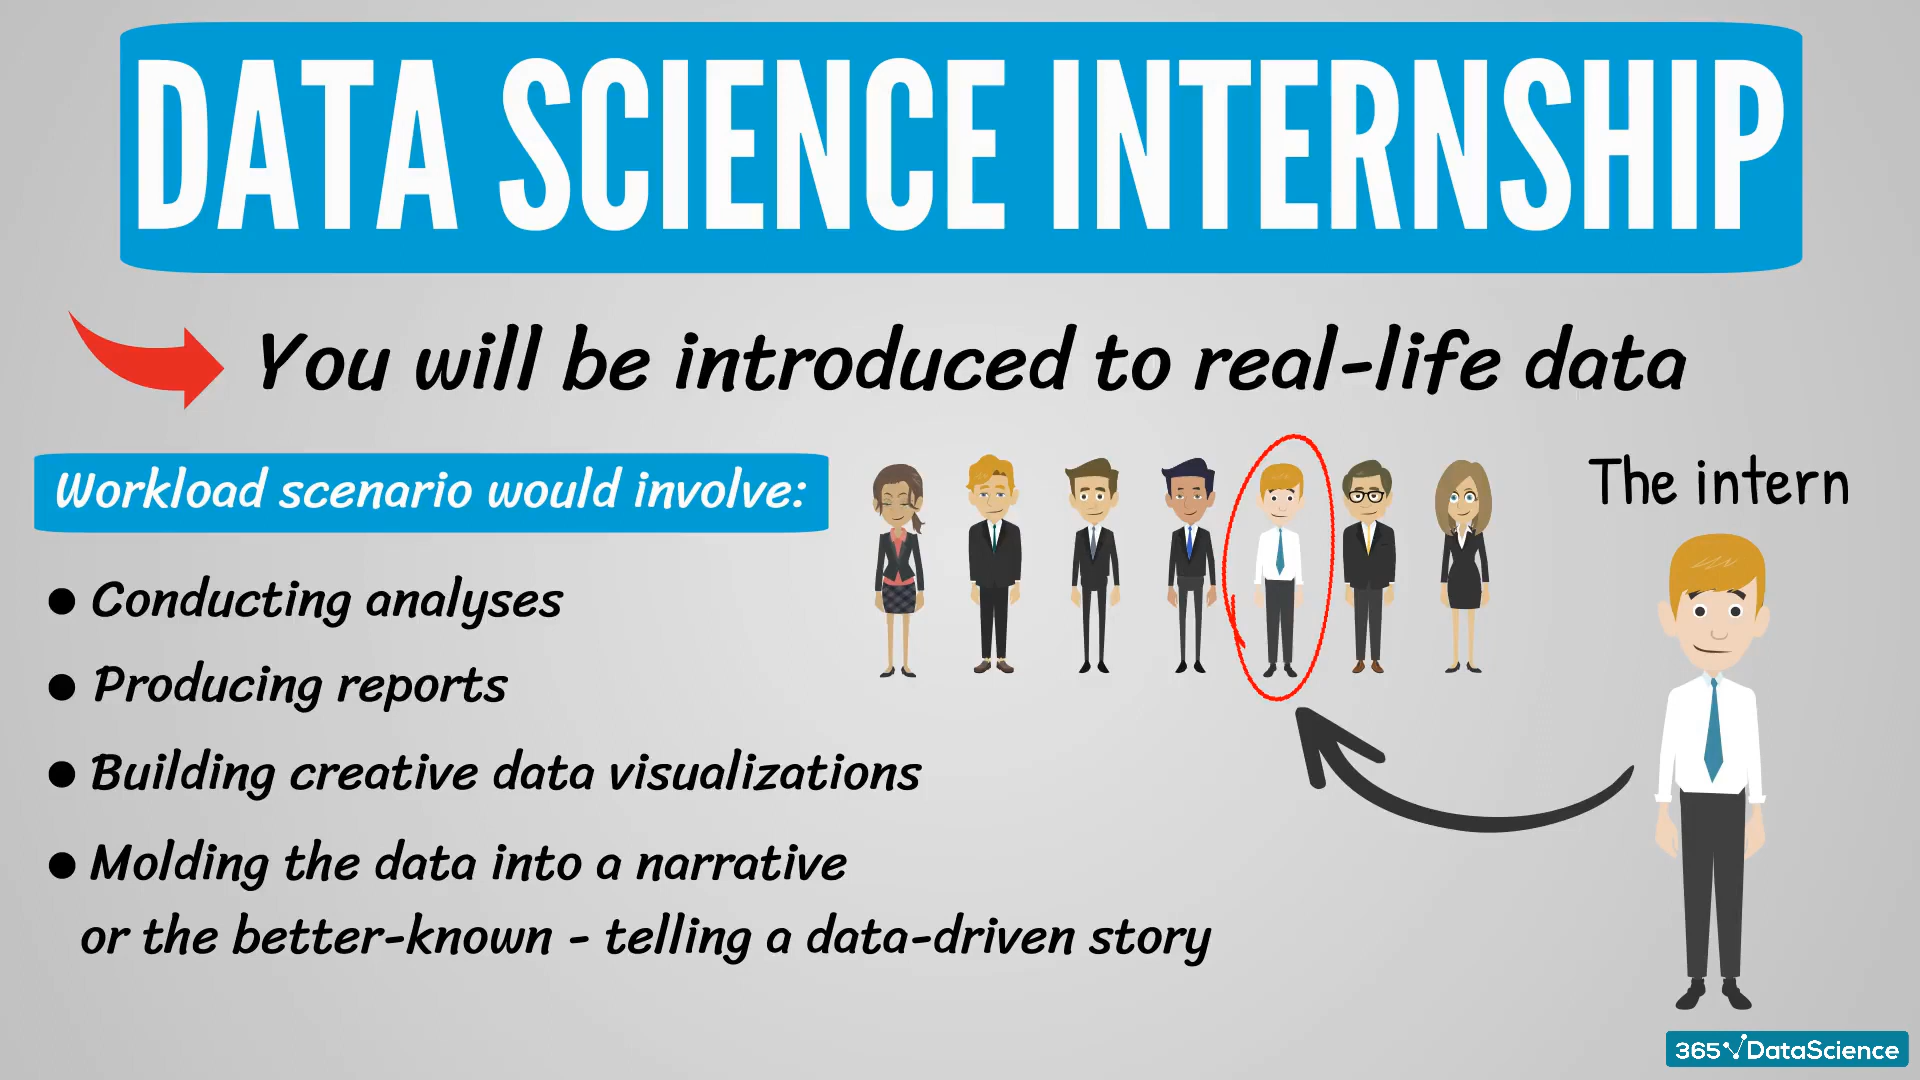 DATA SCIENCE INTERNSHIP
You will be introduced to real-life data
Workload scenario would involve:
The intern
● Conducting analyses
● Producing reports
● Building creative data visualizations
● Molding the data into a narrative
or the better-known - telling a data-driven story
365 DataScience